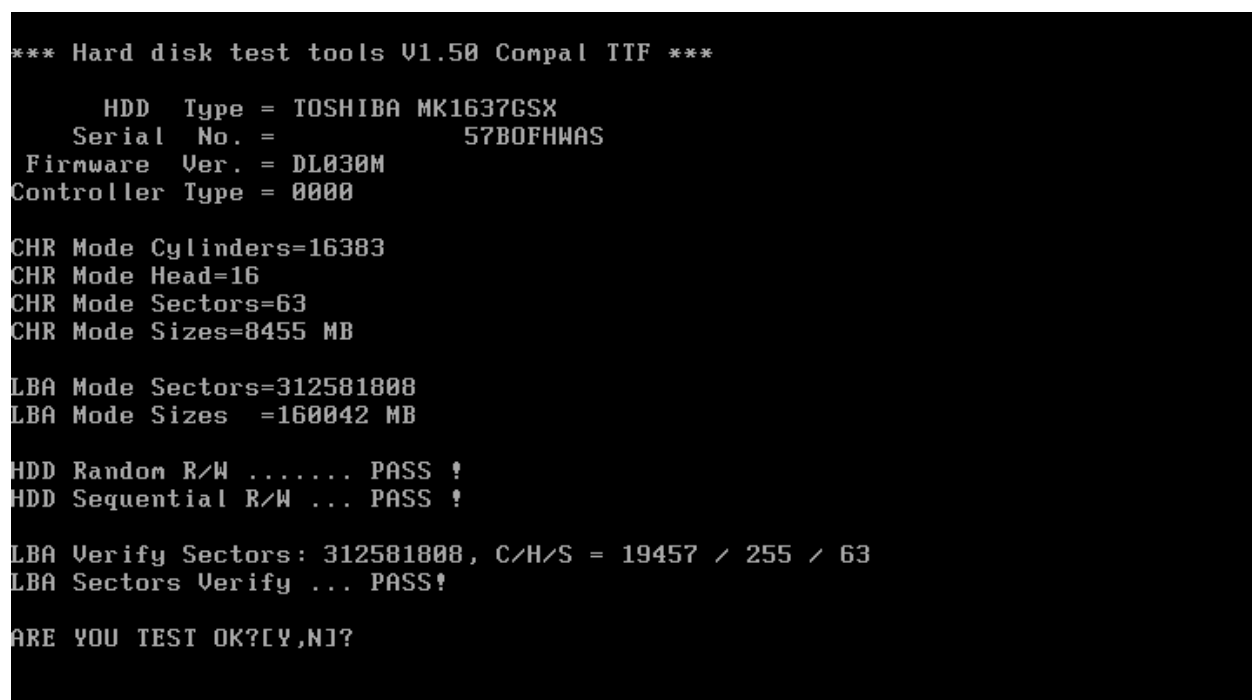 *** Hard disk test tools V1.50 Compal TTF ***
HDD  Type = TOSHIBA MK1637GSX
Serial  No. =            57BOFHWAS
Firmware  Ver. = DL030M
Controller Type = 0000
CHR Mode Cylinders=16383
CHR Mode Head=16
CHR Mode Sectors=63
CHR Mode Sizes=8455 MB
LBA Mode Sectors=312581808
LBA Mode Sizes  =160042 MB
HDD Random R/W ....... PASS !
HDD Sequential R/W ... PASS !
LBA Verify Sectors: 312581808, C/H/S = 19457 / 255 / 63
LBA Sectors Verify ... PASS!
ARE YOU TEST OK?[Y,N]?